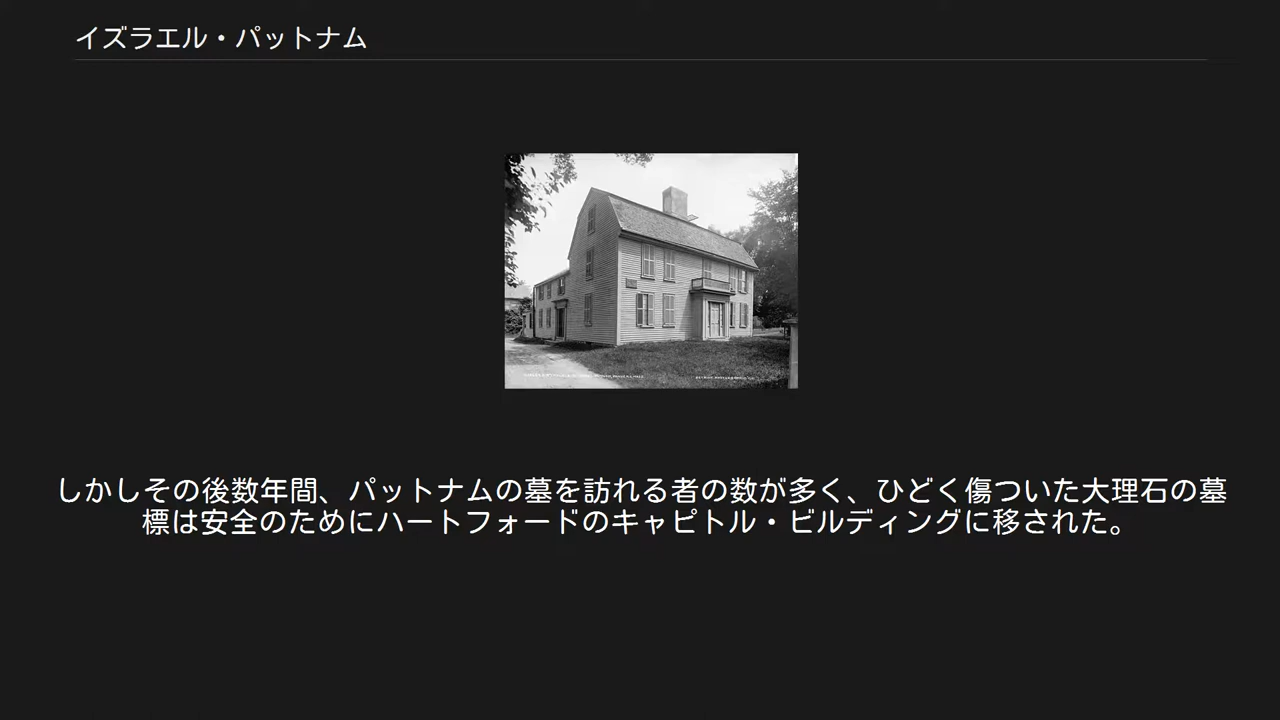 イズラエル・パットナム
しかしその後数年間、パットナムの墓を訪れる者の数が多く、ひどく傷ついた大理石の墓
標は安全のためにハートフォードのキャピトル・ビルディングに移された。